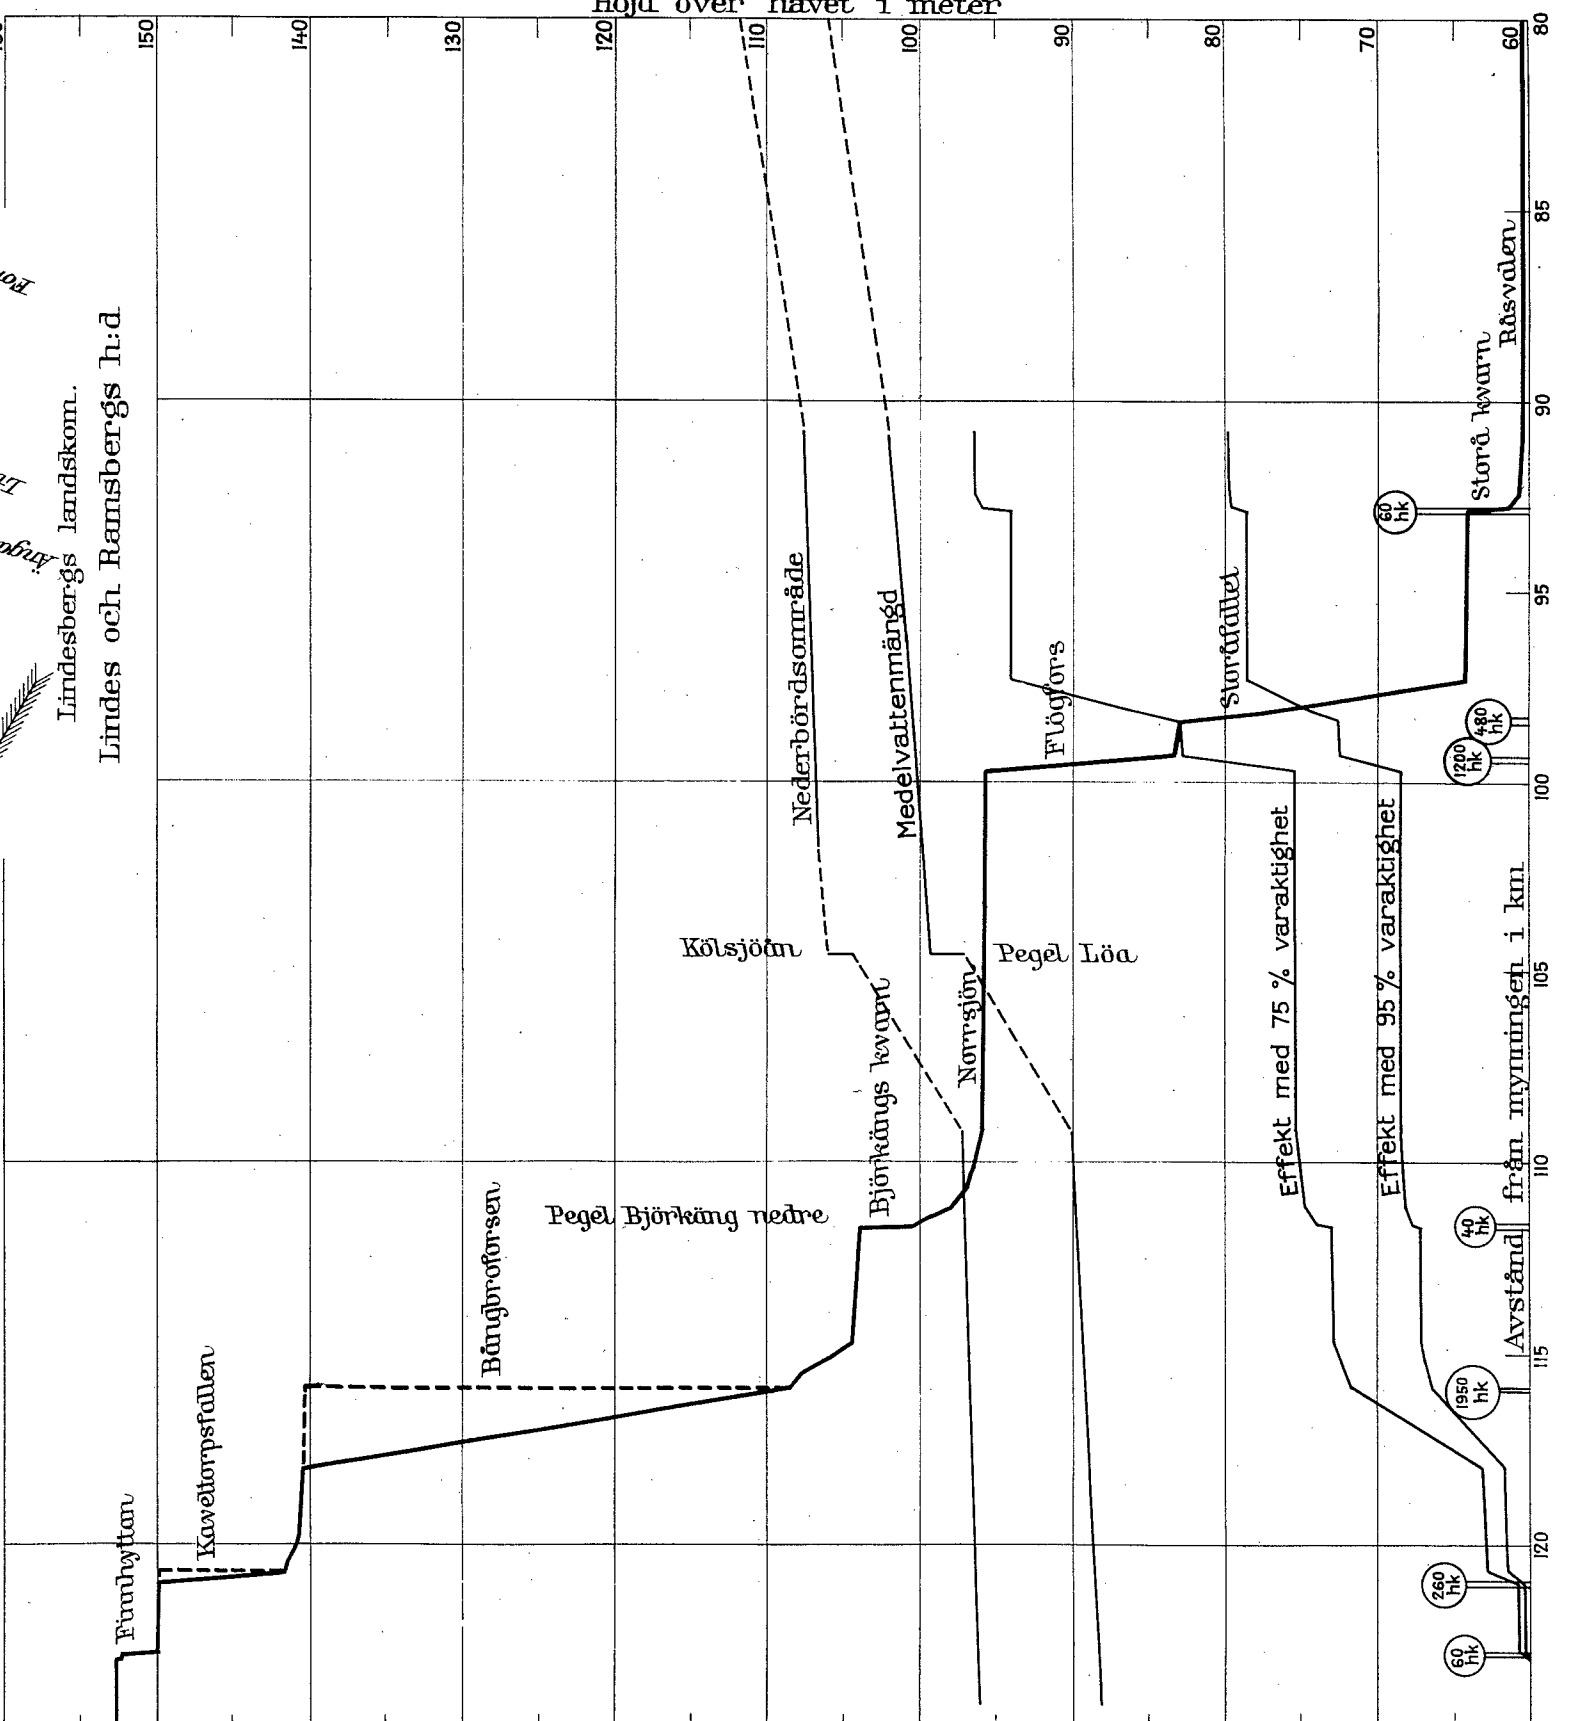 Höjd över havet i meter
150
140
130
120
110
100
90
80
70
60
80
85
90
95
100
105
110
115
120
Lindesbergs landskom.
Lindes och Ramsbergs h:d
Råsvalen
Storå kvarn
60 hk
Storåfallet
480 hk
Flögfors
1200 hk
Nederbördsområde
Medelvattenmängd
Effekt med 75 % varaktighet
Effekt med 95 % varaktighet
Kölsjöån
Pegel Löa
Norrsjön
Björkängs kvarn
Pegel Björkäng nedre
40 hk
Avstånd från mynningen i km
Bångbroforsen
1950 hk
Kaveltorpsfallen
260 hk
Finnhyttan
60 hk